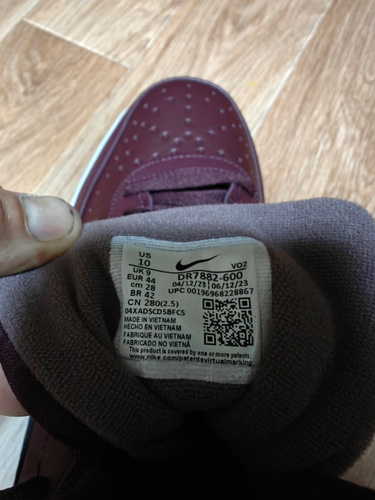 US
10
UK 9
EUR 44
cm 28
BR 42
CN 280(2.5)
VO2
DR7882-600
04/12/23 06/12/23
UPC 00196968228867
04XADSCD5BFCS
MADE IN VIETNAM
HECHO EN VIETNAM
FABRIQUE AU VIETNAM
FABRICADO NO VIETNÃ
This product is covered by one or more patents:
www.nike.com/patentsvirtualmarking